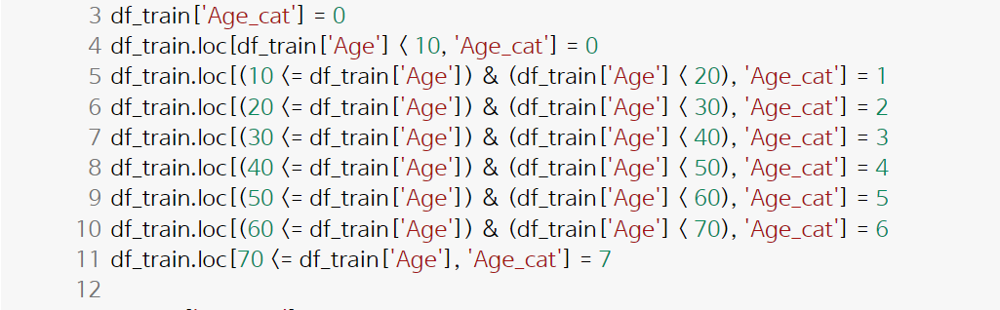 3 df_train['Age_cat'] = 0
4 df_train.loc[df_train['Age'] < 10, 'Age_cat'] = 0
5 df_train.loc[(10 <= df_train['Age']) & (df_train['Age'] < 20), 'Age_cat'] = 1
6 df_train.loc[(20 <= df_train['Age']) & (df_train['Age'] < 30), 'Age_cat'] = 2
7 df_train.loc[(30 <= df_train['Age']) & (df_train['Age'] < 40), 'Age_cat'] = 3
8 df_train.loc[(40 <= df_train['Age']) & (df_train['Age'] < 50), 'Age_cat'] = 4
9 df_train.loc[(50 <= df_train['Age']) & (df_train['Age'] < 60), 'Age_cat'] = 5
10 df_train.loc[(60 <= df_train['Age']) & (df_train['Age'] < 70), 'Age_cat'] = 6
11 df_train.loc[70 <= df_train['Age'], 'Age_cat'] = 7
12